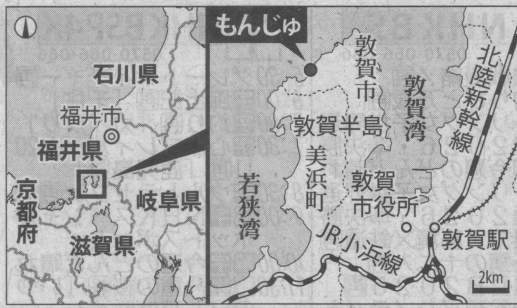 石川県
福井市
福井県
京都府
岐阜県
滋賀県
もんじゅ
敦賀市
敦賀半島
敦賀湾
美浜町
若狭湾
敦賀
市役所
北陸新幹線
JR小浜線
敦賀駅
2km